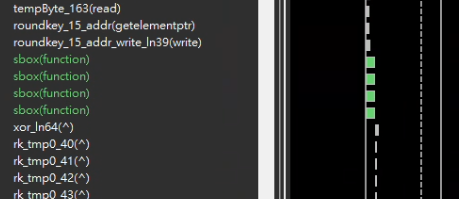 tempByte_163(read)
roundkey_15_addr(getelementptr)
roundkey_15_addr_write_ln39(write)
sbox(function)
sbox(function)
sbox(function)
sbox(function)
xor_ln64(^)
rk_tmp0_40(^)
rk_tmp0_41(^)
rk_tmp0_42(^)
rk_tmp0_43(^)